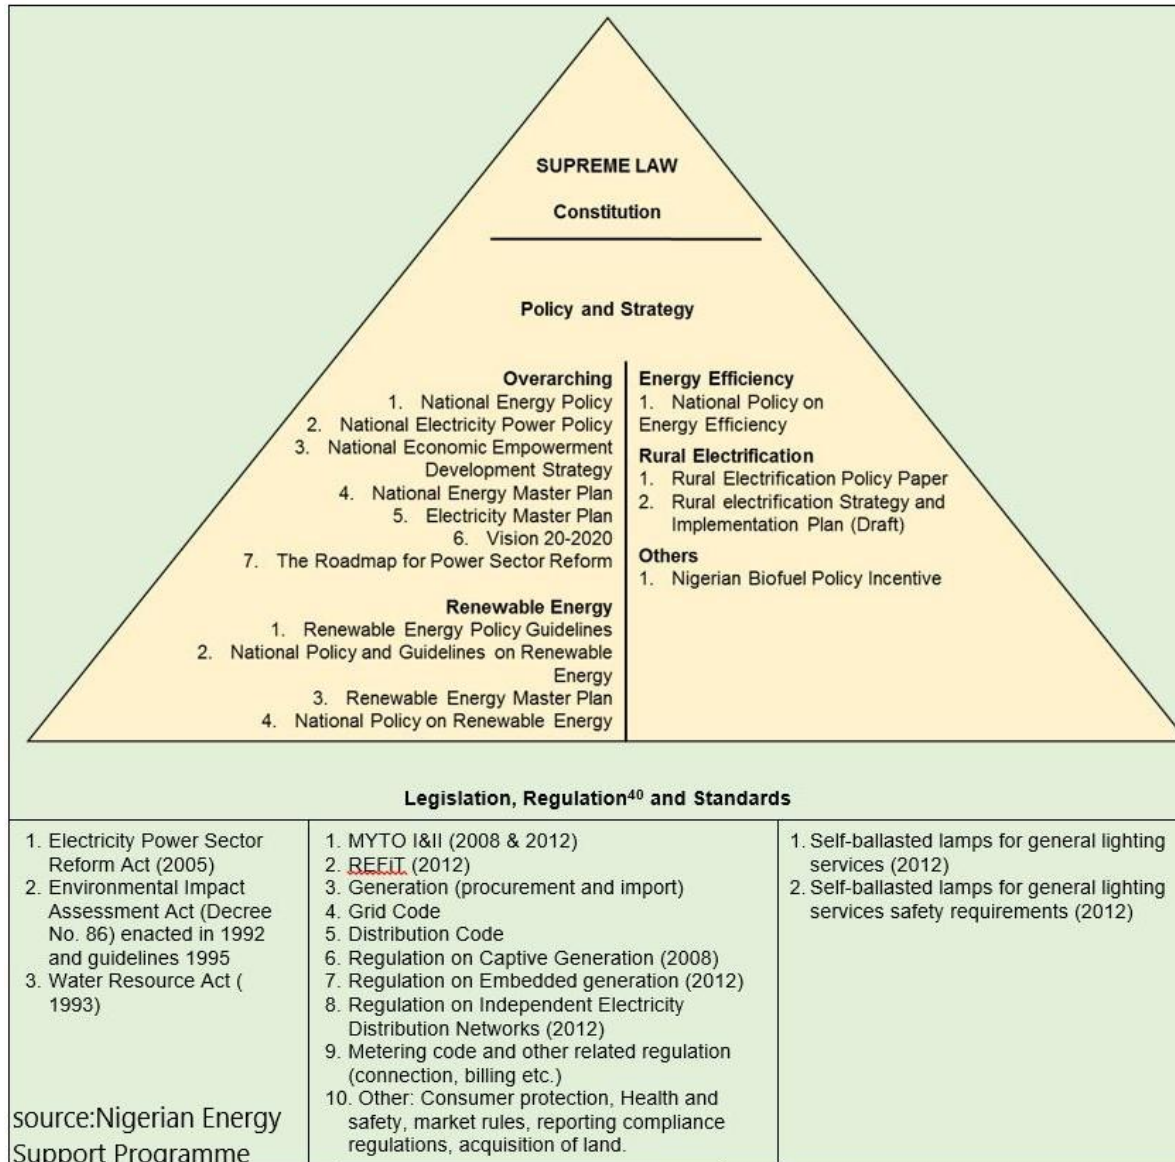 SUPREME LAW
Constitution
Policy and Strategy
Overarching
1. National Energy Policy
2. National Electricity Power Policy
3. National Economic Empowerment
Development Strategy
4. National Energy Master Plan
5. Electricity Master Plan
6. Vision 20-2020
7. The Roadmap for Power Sector Reform
Renewable Energy
1. Renewable Energy Policy Guidelines
2. National Policy and Guidelines on Renewable
Energy
3. Renewable Energy Master Plan
4. National Policy on Renewable Energy
Energy Efficiency
1. National Policy on
Energy Efficiency
Rural Electrification
1. Rural Electrification Policy Paper
2. Rural electrification Strategy and
Implementation Plan (Draft)
Others
1. Nigerian Biofuel Policy Incentive
Legislation, Regulation⁴⁰ and Standards
1. Electricity Power Sector
Reform Act (2005)
2. Environmental Impact
Assessment Act (Decree
No. 86) enacted in 1992
and guidelines 1995
3. Water Resource Act (
1993)
source:Nigerian Energy
Support Programme
1. MYTO I&II (2008 & 2012)
2. REFiT (2012)
3. Generation (procurement and import)
4. Grid Code
5. Distribution Code
6. Regulation on Captive Generation (2008)
7. Regulation on Embedded generation (2012)
8. Regulation on Independent Electricity
Distribution Networks (2012)
9. Metering code and other related regulation
(connection, billing etc.)
10. Other: Consumer protection, Health and
safety, market rules, reporting compliance
regulations, acquisition of land.
1. Self-ballasted lamps for general lighting
services (2012)
2. Self-ballasted lamps for general lighting
services safety requirements (2012)